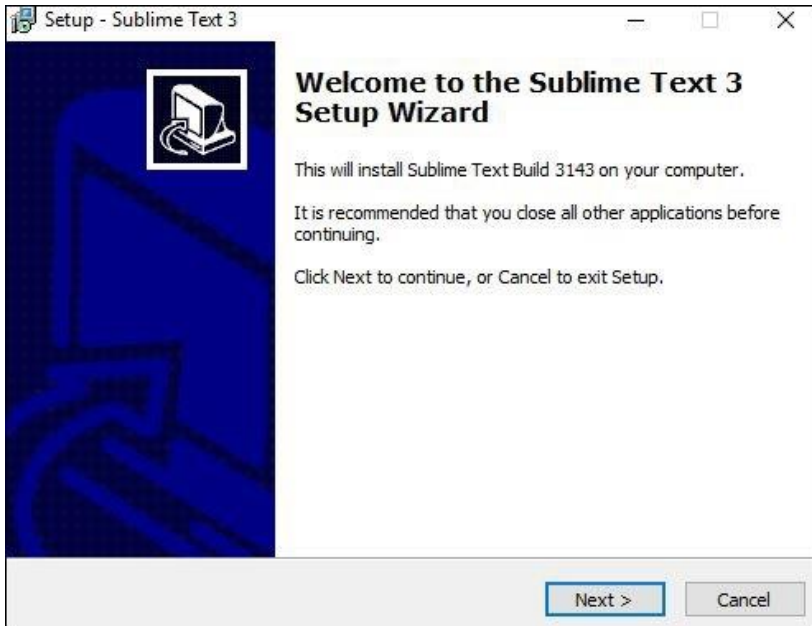 Setup - Sublime Text 3
Welcome to the Sublime Text 3
Setup Wizard
This will install Sublime Text Build 3143 on your computer.
It is recommended that you close all other applications before
continuing.
Click Next to continue, or Cancel to exit Setup.
Next >
Cancel